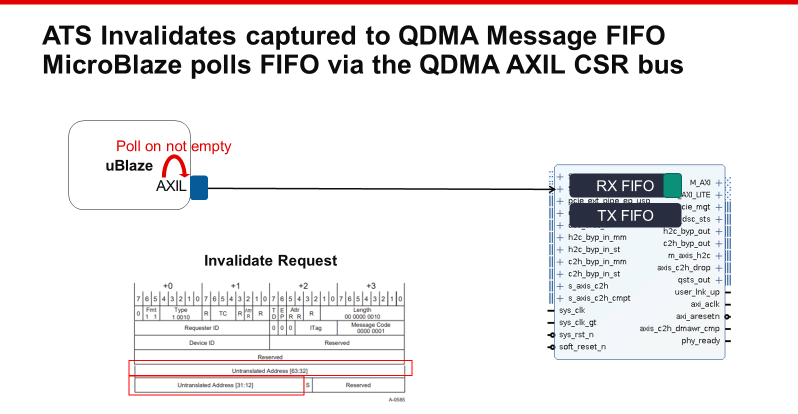 ATS Invalidates captured to QDMA Message FIFO
MicroBlaze polls FIFO via the QDMA AXIL CSR bus
Poll on not empty
uBlaze
AXIL
RX FIFO
TX FIFO
M_AXI
AXI_LITE
pcie_ext_pipe_ep_usp
pcie_mgt
dsc_sts
h2c_byp_out
h2c_byp_in_mm
c2h_byp_out
h2c_byp_in_st
m_axis_h2c
c2h_byp_in_mm
axis_c2h_drop
c2h_byp_in_st
qsts_out
s_axis_c2h
user_lnk_up
s_axis_c2h_cmpt
axi_aclk
sys_clk
axi_aresetn
sys_clk_gt
axis_c2h_dmawr_cmp
sys_rst_n
phy_ready
soft_reset_n
Invalidate Request
+0 +1 +2 +3
7 6 5 4 3 2 1 0 7 6 5 4 3 2 1 0 7 6 5 4 3 2 1 0 7 6 5 4 3 2 1 0
0 Fmt 1 1 Type 1 0010 R TC R Attr R R TD EP Attr R R R Length 00 0000 0010
Requester ID 0 0 0 ITag Message Code 0000 0001
Device ID Reserved
Reserved
Untranslated Address [63:32]
Untranslated Address [31:12] S Reserved
A-0586